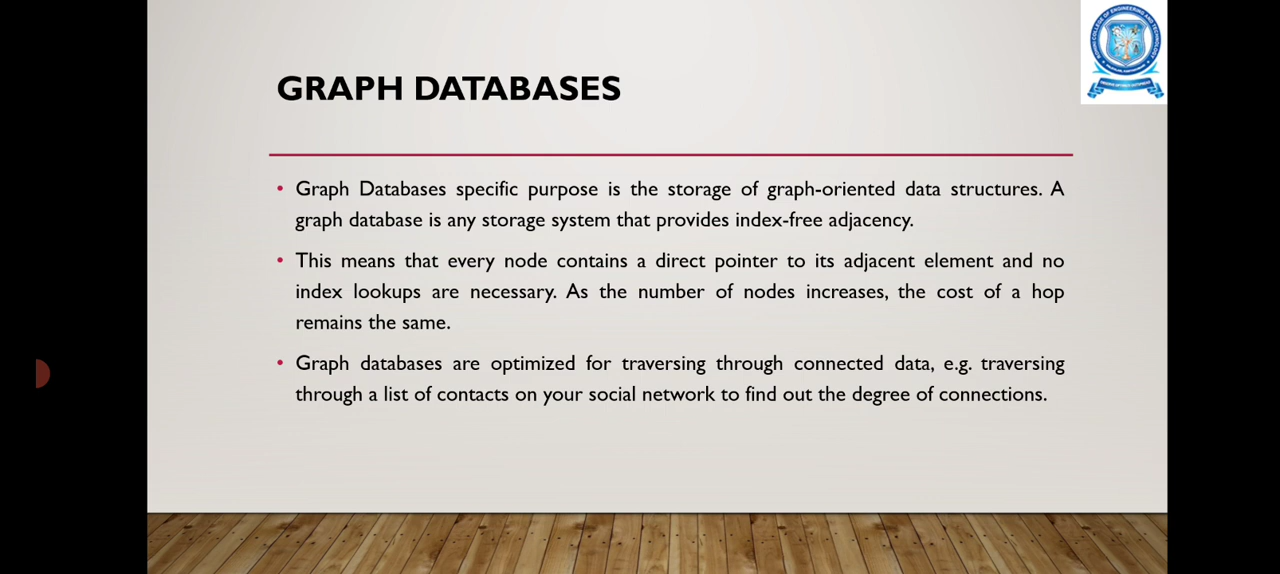 GRAPH DATABASES
• Graph Databases specific purpose is the storage of graph-oriented data structures. A
graph database is any storage system that provides index-free adjacency.
• This means that every node contains a direct pointer to its adjacent element and no
index lookups are necessary. As the number of nodes increases, the cost of a hop
remains the same.
• Graph databases are optimized for traversing through connected data, e.g. traversing
through a list of contacts on your social network to find out the degree of connections.